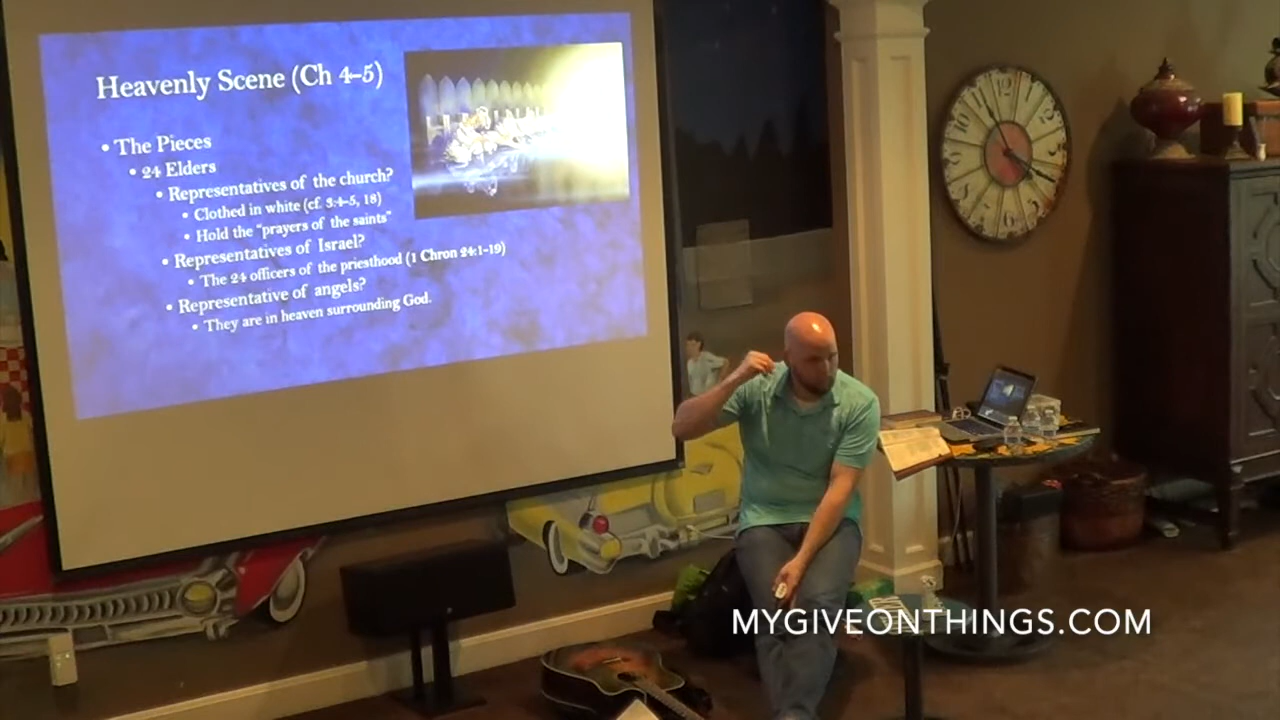 Heavenly Scene (Ch 4–5)
• The Pieces
• 24 Elders
• Representatives of the church?
• Clothed in white (cf. 3:4–5, 18)
• Hold the "prayers of the saints"
• Representatives of Israel?
• The 24 officers of the priesthood (1 Chron 24:1-19)
• Representative of angels?
• They are in heaven surrounding God.
12
10
MYGIVEONTHINGS.COM